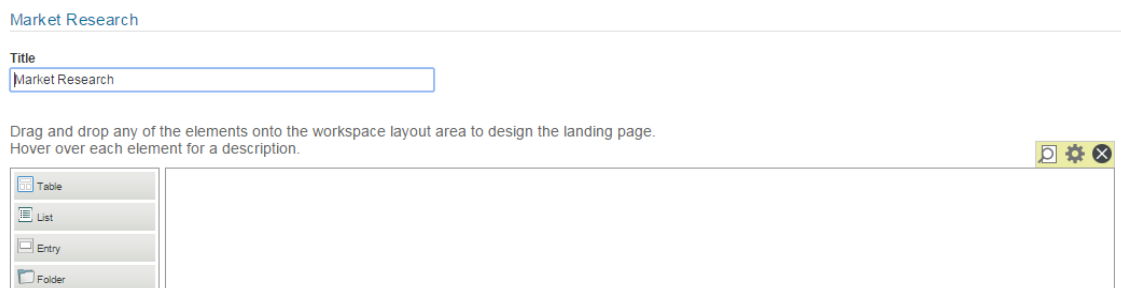 Market Research
Title
Market Research
Drag and drop any of the elements onto the workspace layout area to design the landing page.
Hover over each element for a description.
Table
List
Entry
Folder